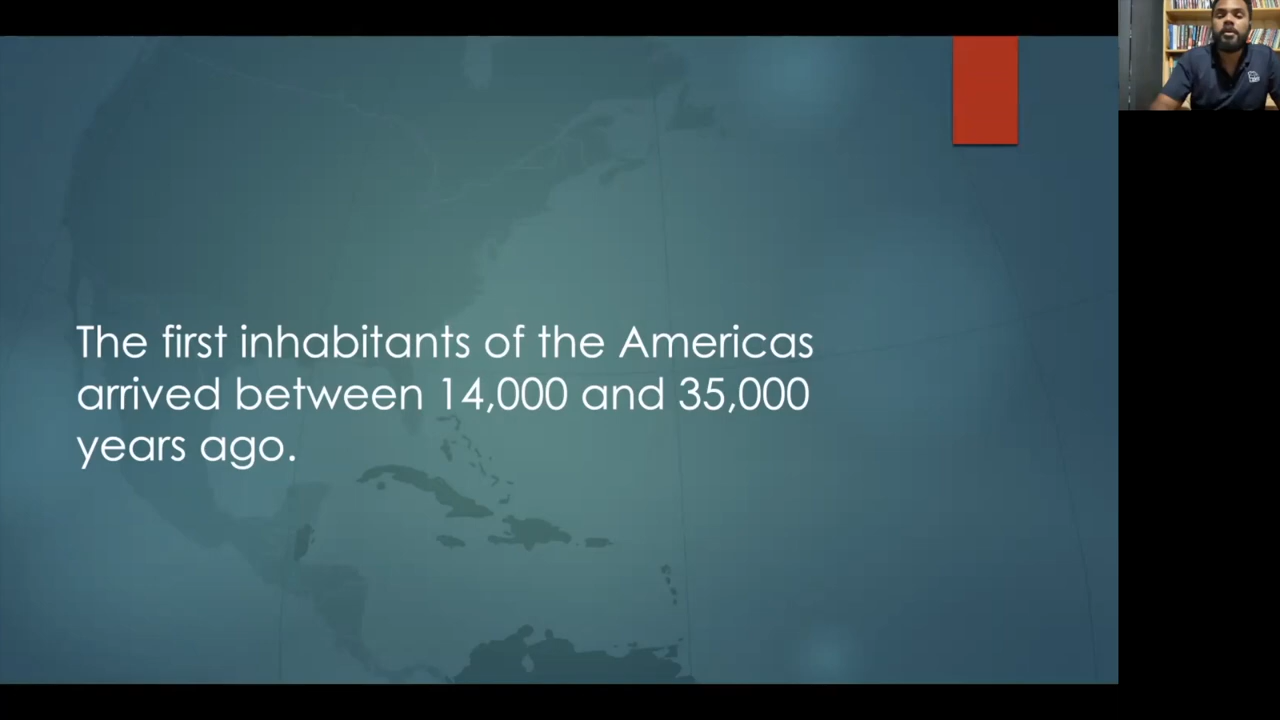 The first inhabitants of the Americas
arrived between 14,000 and 35,000
years ago.